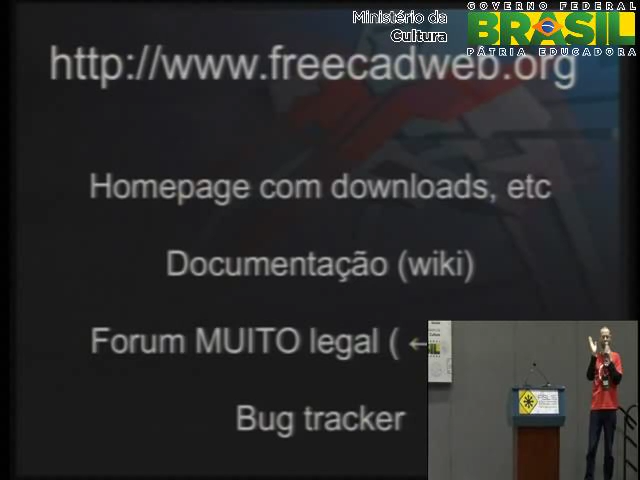 Ministério da
Cultura
GOVERNO FEDERAL
BRASIL
PÁTRIA EDUCADORA
http://www.freecadweb.org
Homepage com downloads, etc
Documentação (wiki)
Forum MUITO legal ( ←
Bug tracker